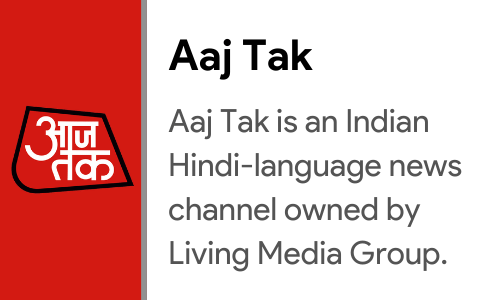 आज
तक
Aaj Tak
Aaj Tak is an Indian
Hindi-language news
channel owned by
Living Media Group.